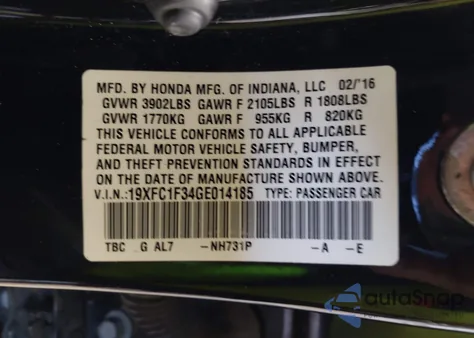 MFD. BY HONDA MFG. OF INDIANA, LLC 02/'16
GVWR 3902LBS GAWR F 2105LBS R 1808LBS
GVWR 1770KG GAWR F 955KG R 820KG
THIS VEHICLE CONFORMS TO ALL APPLICABLE
FEDERAL MOTOR VEHICLE SAFETY, BUMPER,
AND THEFT PREVENTION STANDARDS IN EFFECT
ON THE DATE OF MANUFACTURE SHOWN ABOVE.
V.I.N.:19XFC1F34GE014185 TYPE: PASSENGER CAR
TBC G AL7 -NH731P -A -E
autoSnap